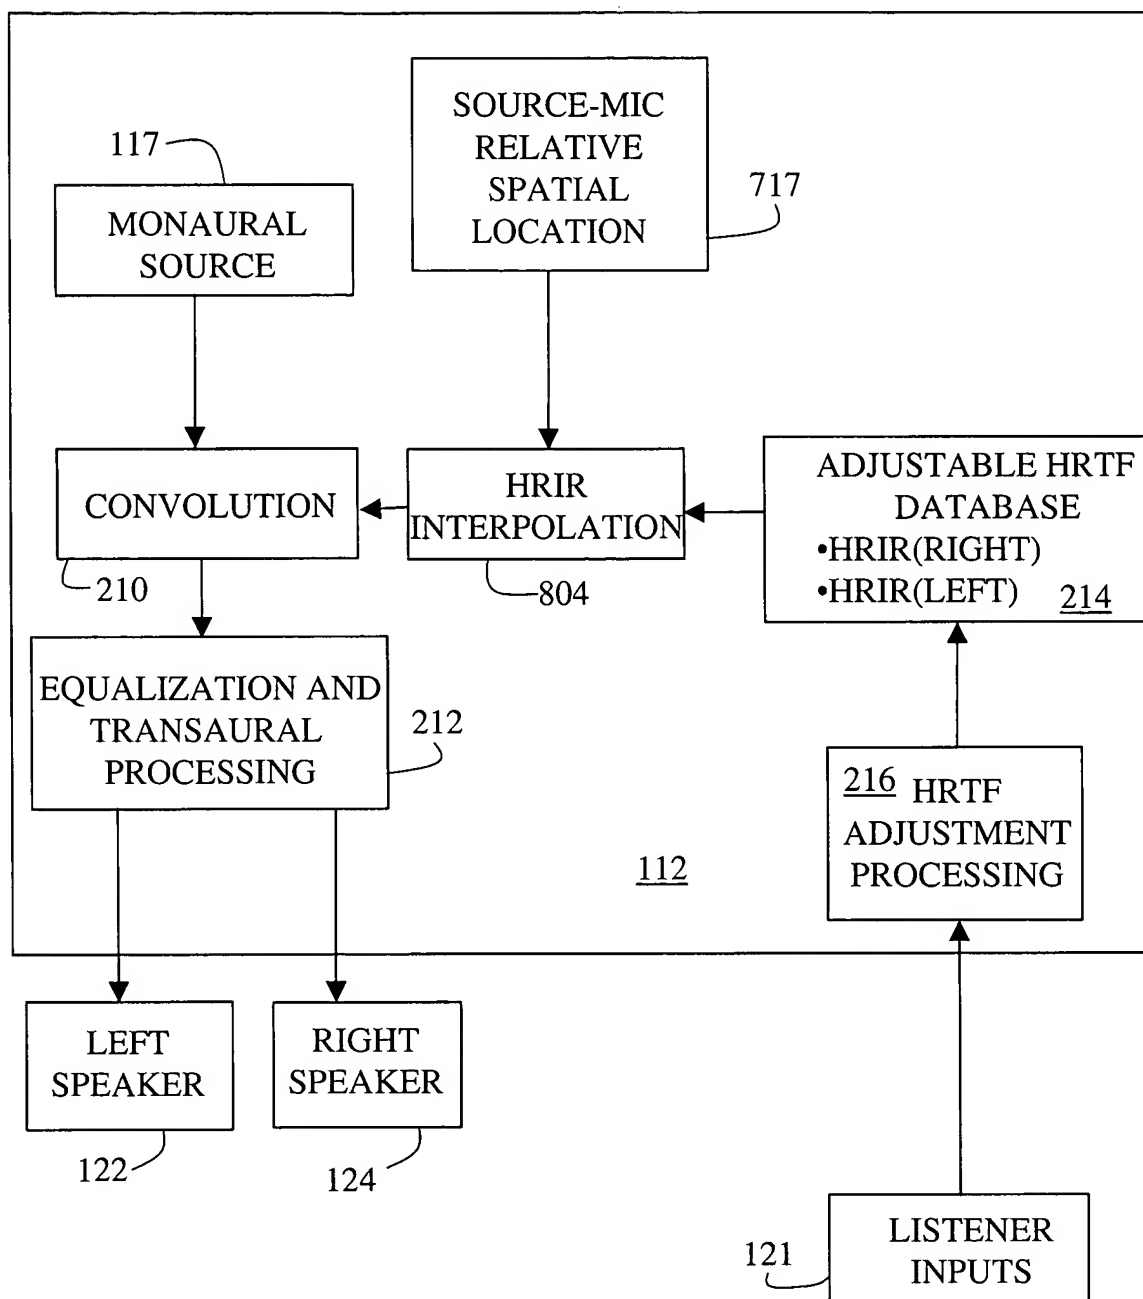 SOURCE-MIC
RELATIVE
SPATIAL
LOCATION
717
117
MONAURAL
SOURCE
CONVOLUTION
210
HRIR
INTERPOLATION
804
ADJUSTABLE HRTF
DATABASE
•HRIR(RIGHT)
•HRIR(LEFT)
214
EQUALIZATION AND
TRANSAURAL
PROCESSING
212
216
HRTF
ADJUSTMENT
PROCESSING
112
LEFT
SPEAKER
122
RIGHT
SPEAKER
124
LISTENER
INPUTS
121